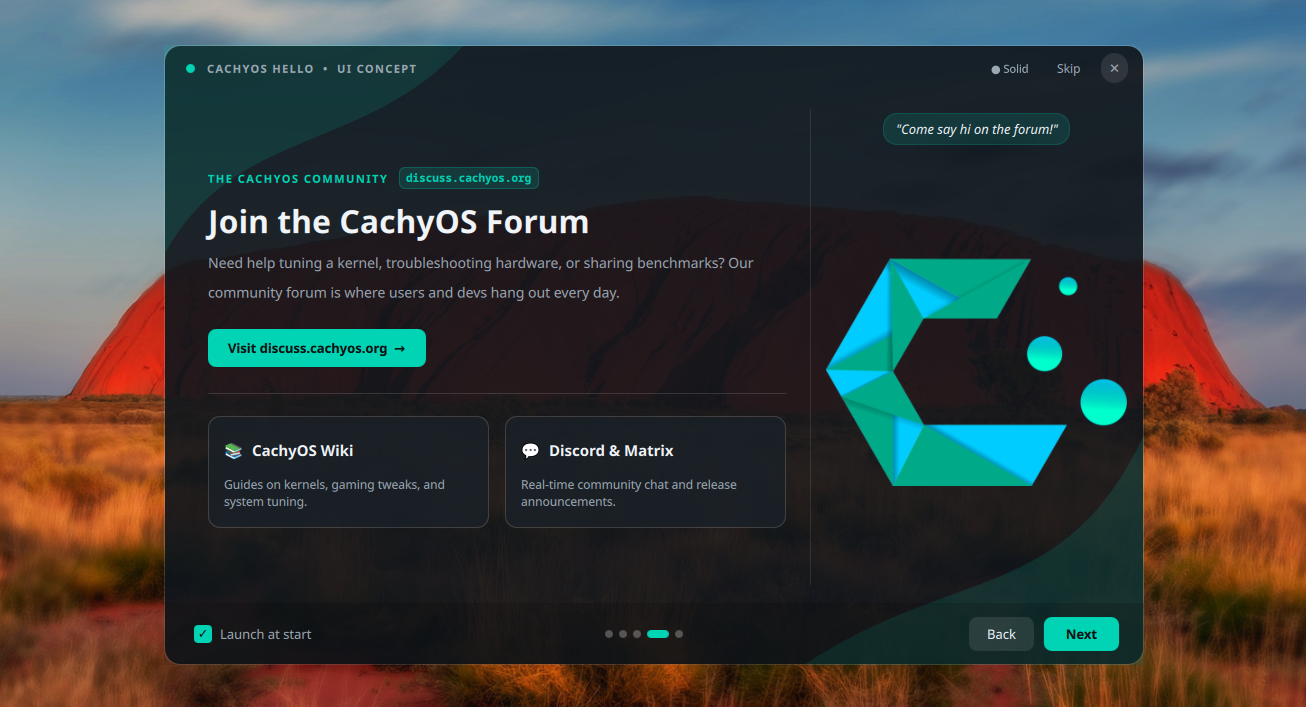 CACHYOS HELLO • UI CONCEPT
Solid
Skip
"Come say hi on the forum!"
THE CACHYOS COMMUNITY
discuss.cachyos.org
Join the CachyOS Forum
Need help tuning a kernel, troubleshooting hardware, or sharing benchmarks? Our
community forum is where users and devs hang out every day.
Visit discuss.cachyos.org →
CachyOS Wiki
Guides on kernels, gaming tweaks, and
system tuning.
Discord & Matrix
Real-time community chat and release
announcements.
Launch at start
Back
Next